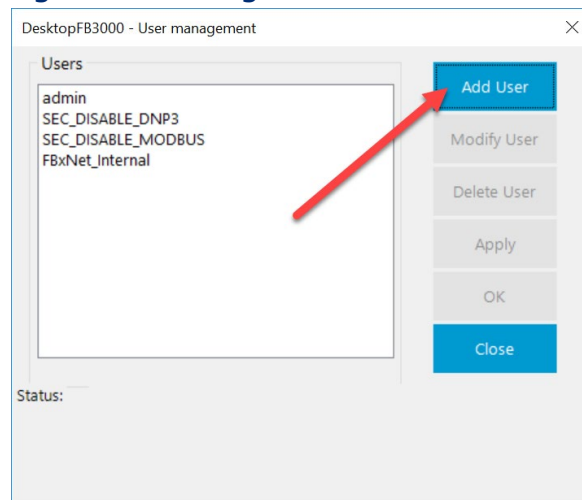 DesktopFB3000 - User management
Users
admin
SEC_DISABLE_DNP3
SEC_DISABLE_MODBUS
FBxNet_Internal
Add User
Modify User
Delete User
Apply
OK
Close
Status: